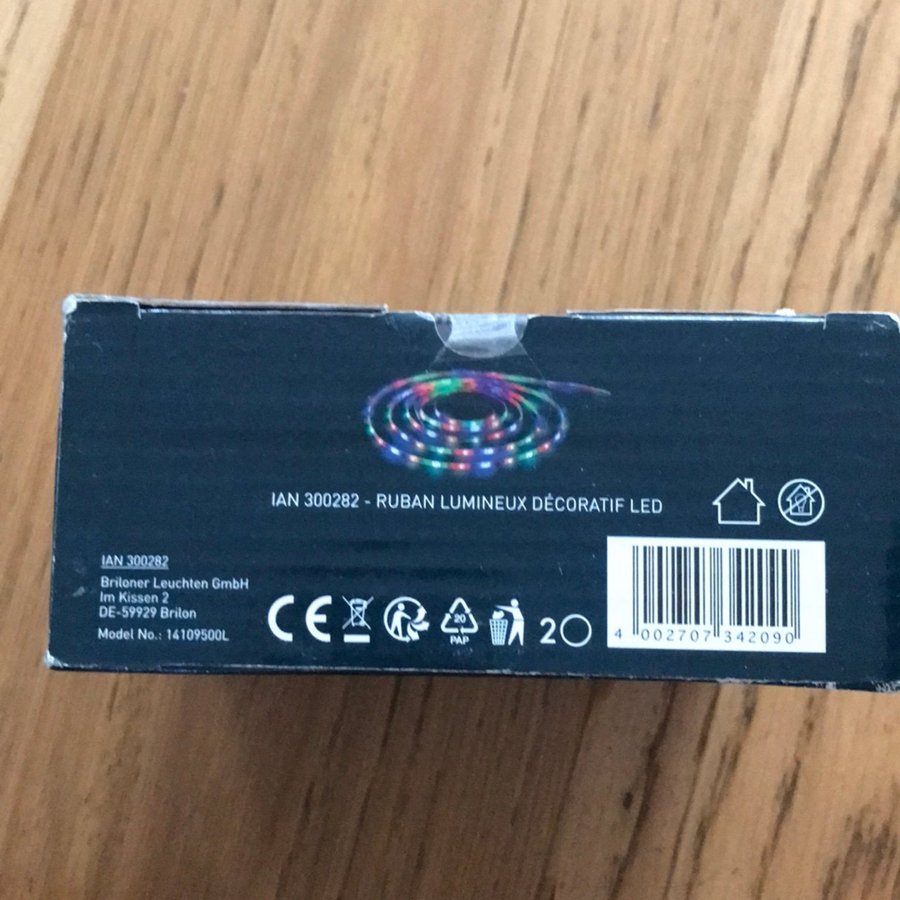 IAN 300282 - RUBAN LUMINEUX DÉCORATIF LED
IAN 300282
Briloner Leuchten GmbH
Im Kissen 2
DE-59929 Brilon
Model No.: 14109500L
CE
20
PAP
2
4 002707 342090